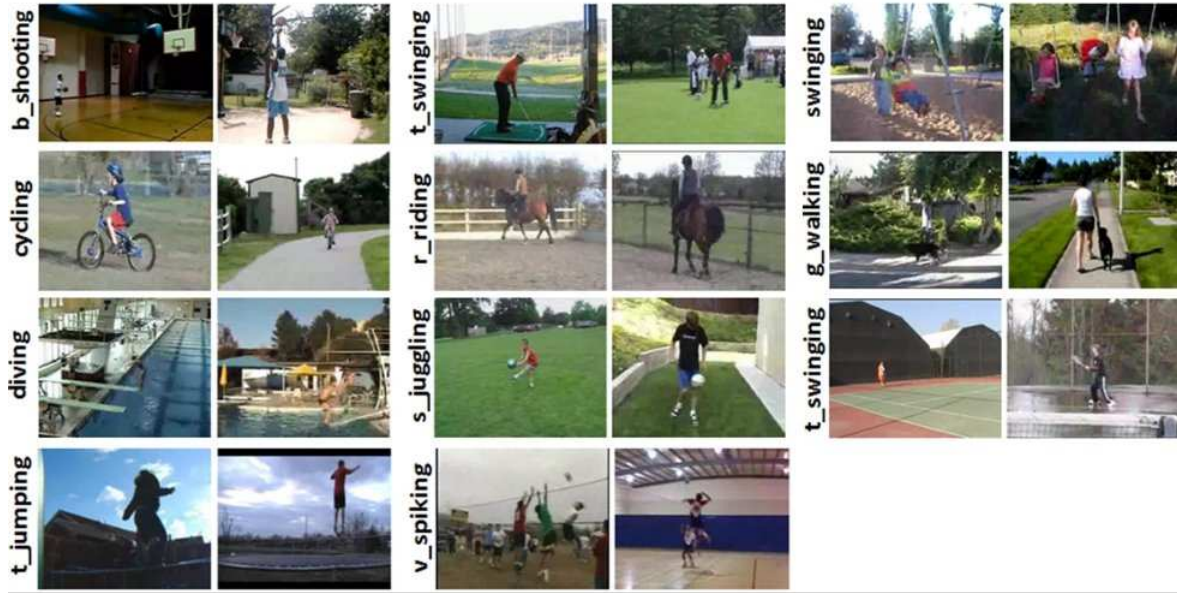 b_shooting
t_swinging
swinging
cycling
r_riding
g_walking
diving
s_juggling
t_swinging
t_jumping
v_spiking